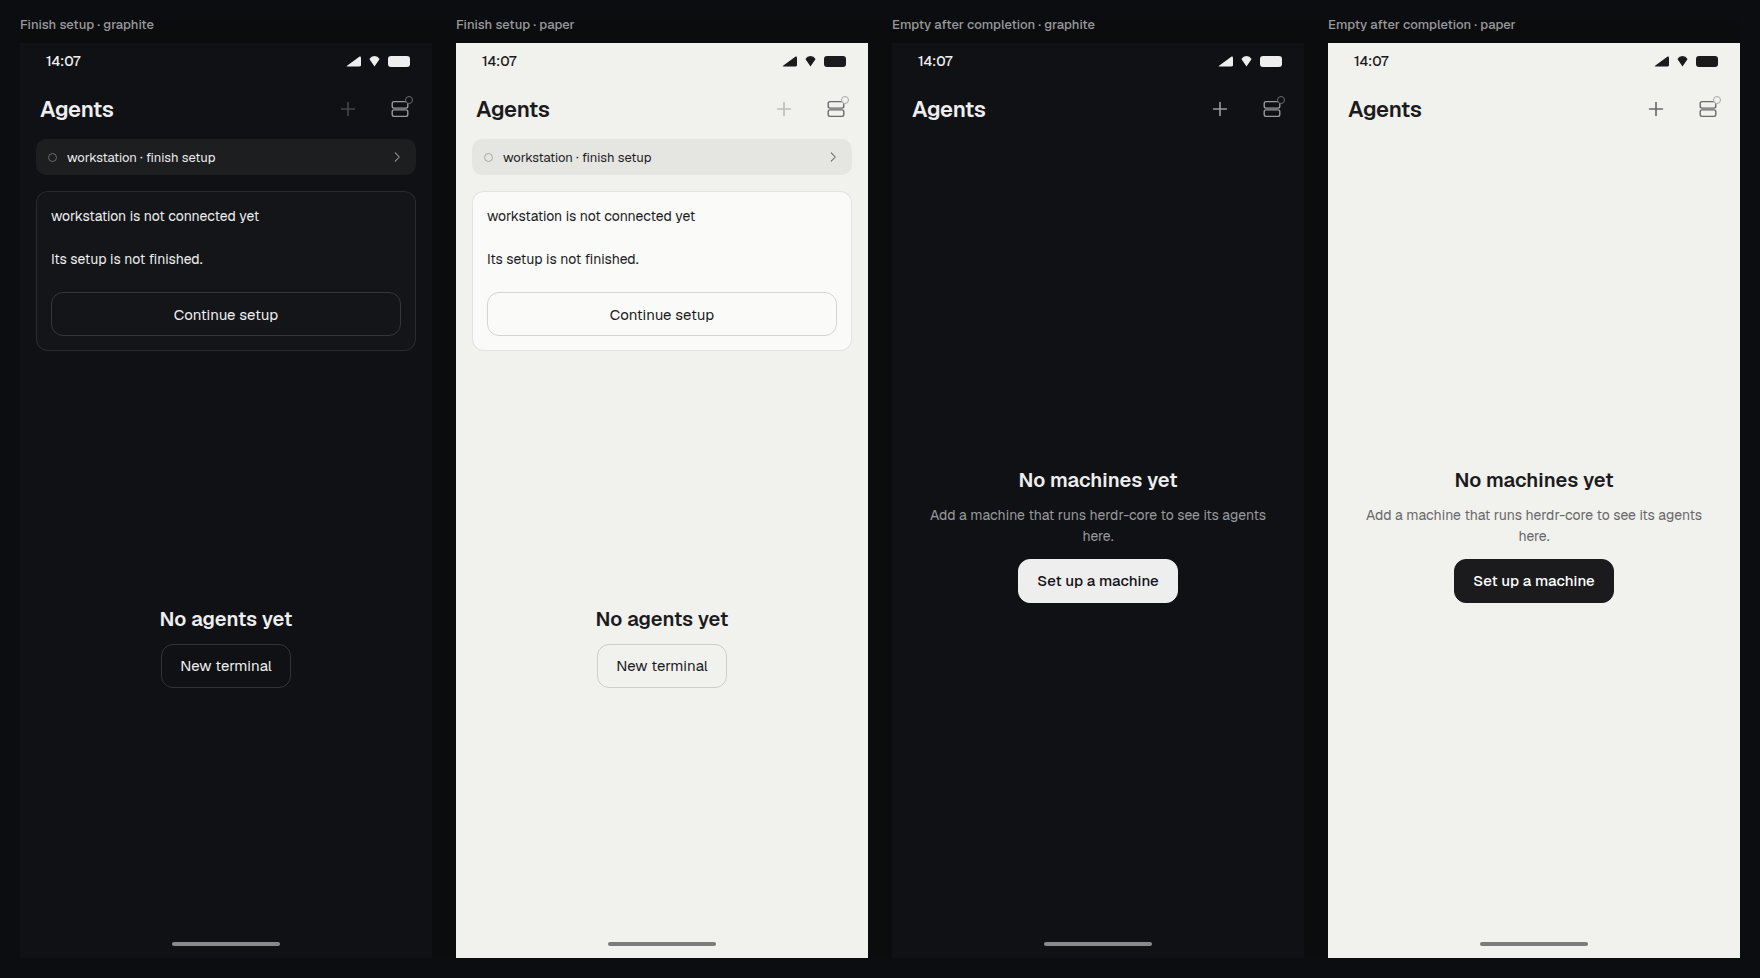 Finish setup · graphite
14:07
Agents
workstation · finish setup
workstation is not connected yet
Its setup is not finished.
Continue setup
No agents yet
New terminal
Finish setup · paper
14:07
Agents
workstation · finish setup
workstation is not connected yet
Its setup is not finished.
Continue setup
No agents yet
New terminal
Empty after completion · graphite
14:07
Agents
No machines yet
Add a machine that runs herdr-core to see its agents
here.
Set up a machine
Empty after completion · paper
14:07
Agents
No machines yet
Add a machine that runs herdr-core to see its agents
here.
Set up a machine